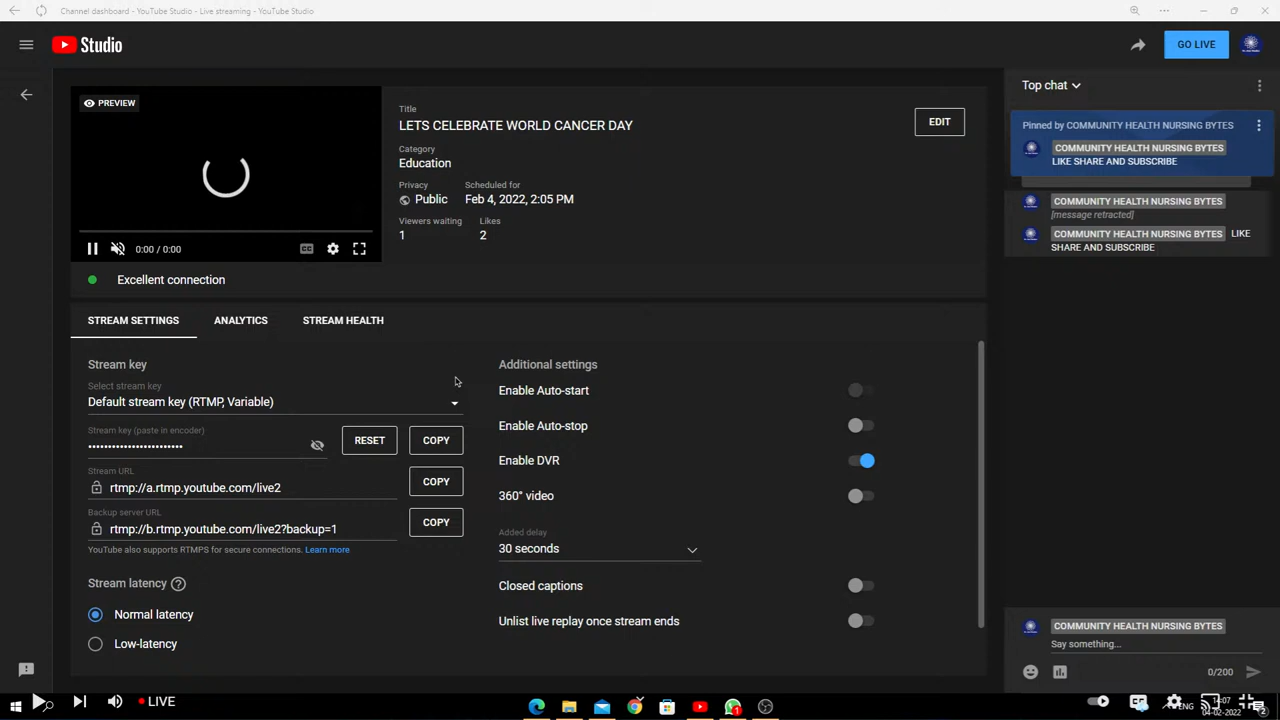 Channel dashboard - YouTube Studio - Live streaming - YouTube Studio
Studio
GO LIVE
PREVIEW
0:00 / 0:00
Excellent connection
Title
LETS CELEBRATE WORLD CANCER DAY
EDIT
Category
Education
Privacy
Public
Scheduled for
Feb 4, 2022, 2:05 PM
Viewers waiting
1
Likes
2
STREAM SETTINGS
ANALYTICS
STREAM HEALTH
Stream key
Select stream key
Default stream key (RTMP, Variable)
Stream key (paste in encoder)
••••••••••••••••••••••••
RESET
COPY
Stream URL
rtmp://a.rtmp.youtube.com/live2
COPY
Backup server URL
rtmp://b.rtmp.youtube.com/live2?backup=1
COPY
YouTube also supports RTMPS for secure connections. Learn more
Stream latency
Normal latency
Low-latency
Additional settings
Enable Auto-start
Enable Auto-stop
Enable DVR
360° video
Added delay
30 seconds
Closed captions
Unlist live replay once stream ends
Top chat
Pinned by COMMUNITY HEALTH NURSING BYTES
COMMUNITY HEALTH NURSING BYTES
LIKE SHARE AND SUBSCRIBE
COMMUNITY HEALTH NURSING BYTES
[message retracted]
COMMUNITY HEALTH NURSING BYTES LIKE
SHARE AND SUBSCRIBE
COMMUNITY HEALTH NURSING BYTES
Say something...
0/200
LIVE
ENG
14:07
04-02-2022
2